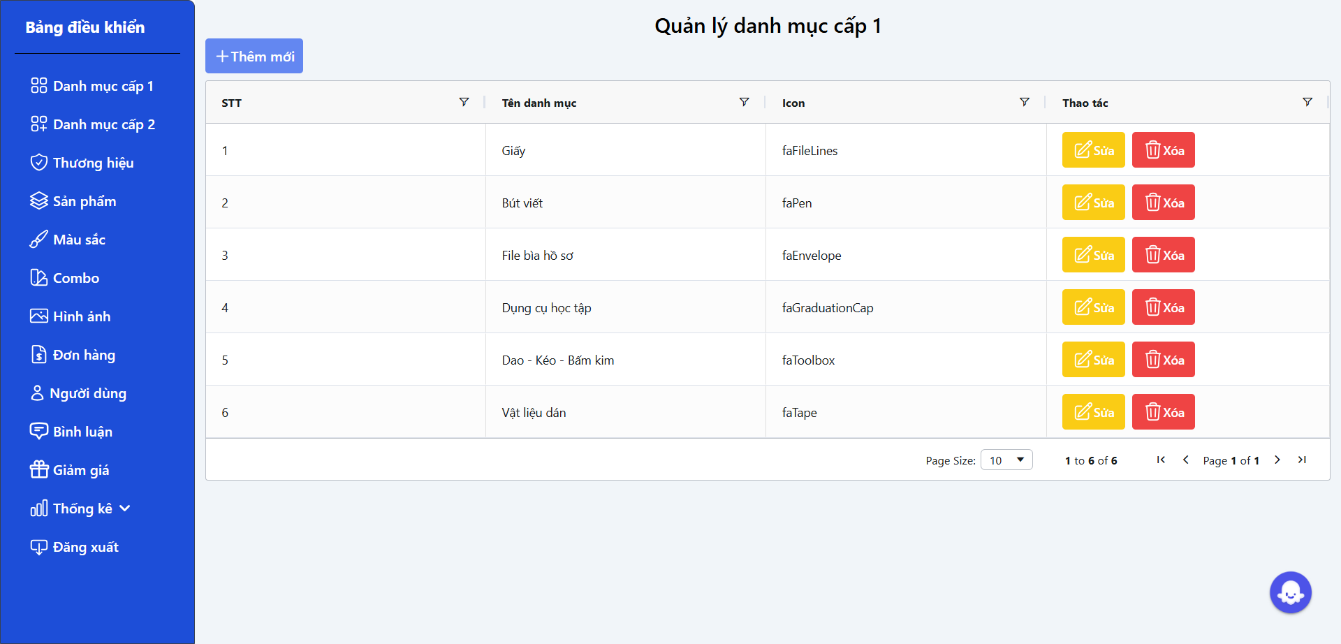 Bảng điều khiển
Danh mục cấp 1
Danh mục cấp 2
Thương hiệu
Sản phẩm
Màu sắc
Combo
Hình ảnh
Đơn hàng
Người dùng
Bình luận
Giảm giá
Thống kê
Đăng xuất
Quản lý danh mục cấp 1
+Thêm mới
STT Tên danh mục Icon Thao tác
1 Giấy faFileLines Sửa Xóa
2 Bút viết faPen Sửa Xóa
3 File bìa hồ sơ faEnvelope Sửa Xóa
4 Dụng cụ học tập faGraduationCap Sửa Xóa
5 Dao - Kéo - Bấm kim faToolbox Sửa Xóa
6 Vật liệu dán faTape Sửa Xóa
Page Size: 10 1 to 6 of 6 Page 1 of 1